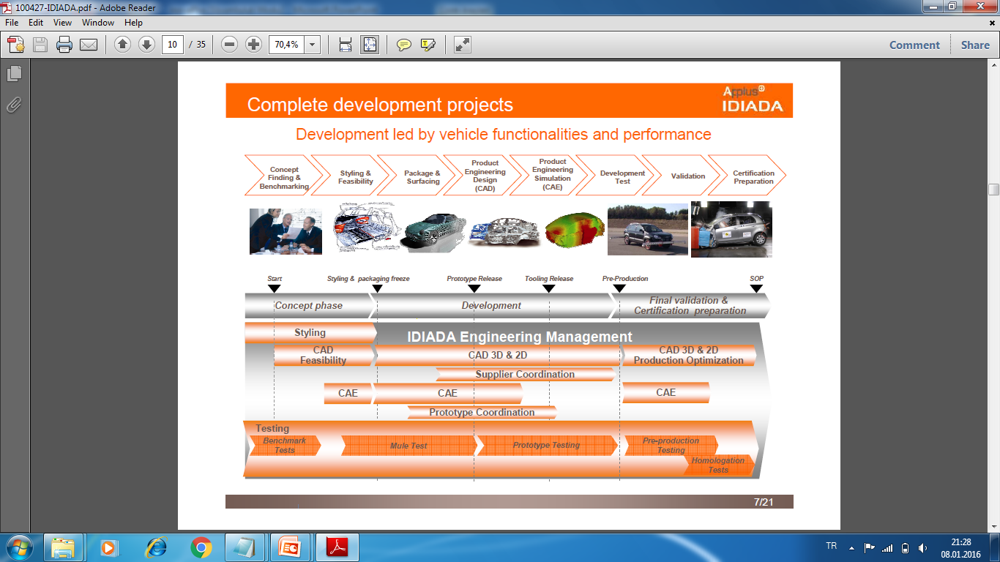 100427-IDIADA.pdf - Adobe Reader
File Edit View Window Help
10 / 35 70,4% Comment Share
Complete development projects
Applus+
IDIADA
Development led by vehicle functionalities and performance
Concept
Finding &
Benchmarking
Styling &
Feasibility
Package &
Surfacing
Product
Engineering
Design
(CAD)
Product
Engineering
Simulation
(CAE)
Development
Test
Validation
Certification
Preparation
Start
Styling & packaging freeze
Prototype Release
Tooling Release
Pre-Production
SOP
Concept phase
Development
Final validation &
Certification preparation
Styling
IDIADA Engineering Management
CAD
Feasibility
CAD 3D & 2D
CAD 3D & 2D
Production Optimization
Supplier Coordination
CAE
CAE
CAE
Prototype Coordination
Testing
Benchmark
Tests
Mule Test
Prototype Testing
Pre-production
Testing
Homologation
Tests
7/21
TR
21:28
08.01.2016